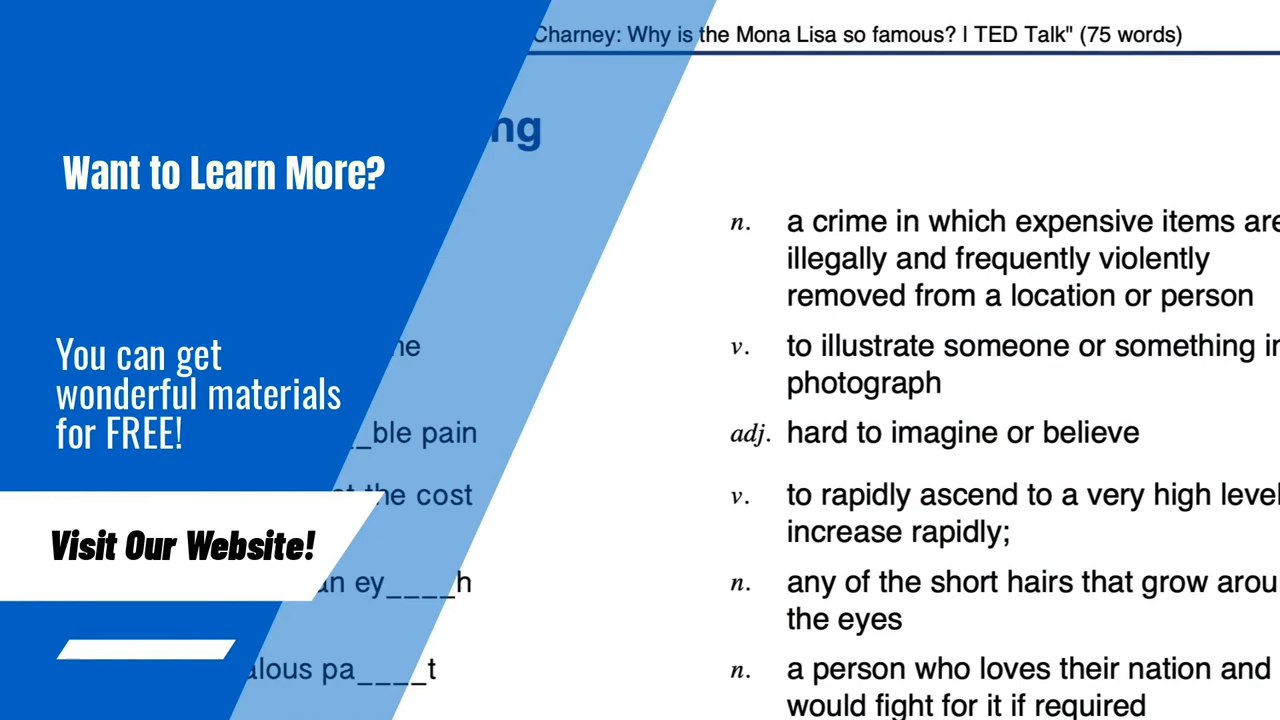 Charney: Why is the Mona Lisa so famous? | TED Talk" (75 words)
ng
Want to Learn More?
You can get
wonderful materials
for FREE!
Visit Our Website!
n. a crime in which expensive items are
illegally and frequently violently
removed from a location or person
ne v. to illustrate someone or something in
photograph
_ble pain adj. hard to imagine or believe
the cost v. to rapidly ascend to a very high level
increase rapidly;
an ey____h n. any of the short hairs that grow arou
the eyes
alous pa____t n. a person who loves their nation and
would fight for it if required